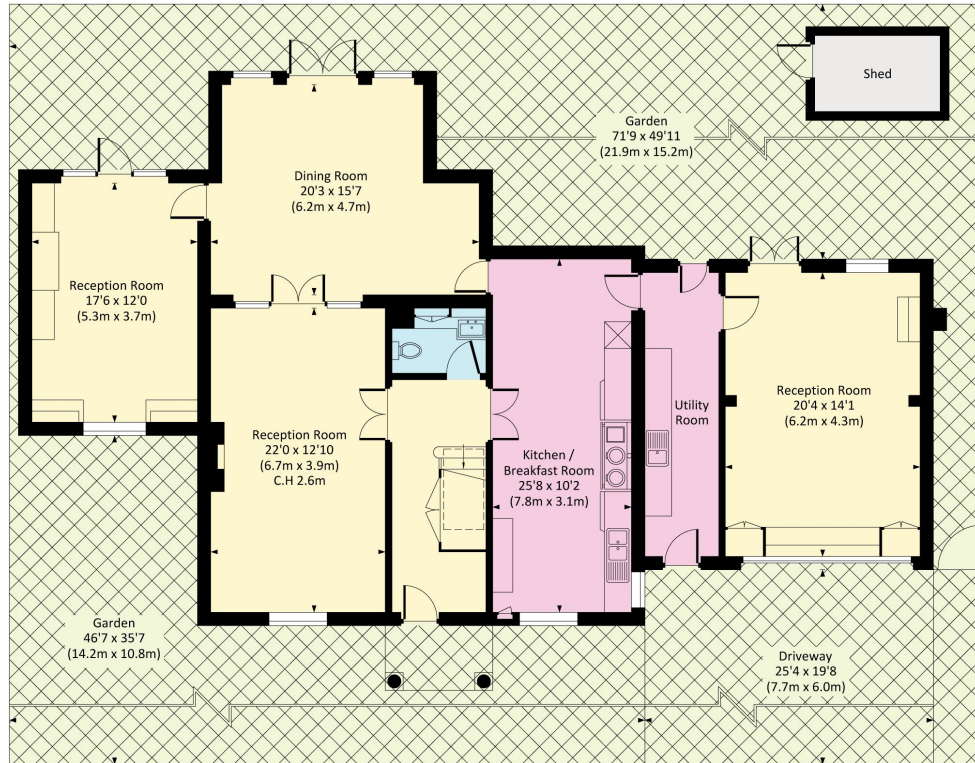 Shed
Garden
71'9 x 49'11
(21.9m x 15.2m)
Dining Room
20'3 x 15'7
(6.2m x 4.7m)
Reception Room
17'6 x 12'0
(5.3m x 3.7m)
Reception Room
22'0 x 12'10
(6.7m x 3.9m)
C.H 2.6m
Kitchen /
Breakfast Room
25'8 x 10'2
(7.8m x 3.1m)
Utility
Room
Reception Room
20'4 x 14'1
(6.2m x 4.3m)
Garden
46'7 x 35'7
(14.2m x 10.8m)
Driveway
25'4 x 19'8
(7.7m x 6.0m)